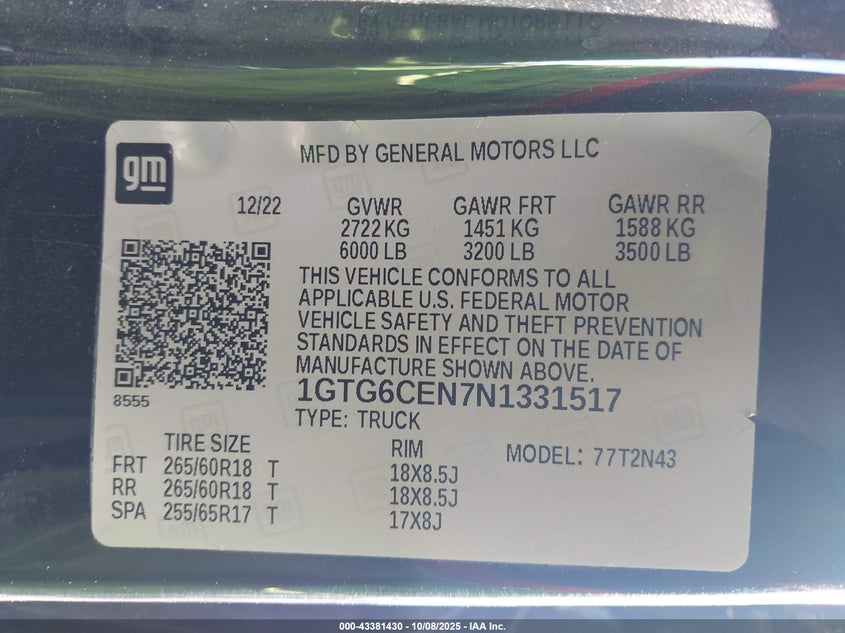 gm
MFD BY GENERAL MOTORS LLC
12/22 GVWR GAWR FRT GAWR RR
2722 KG 1451 KG 1588 KG
6000 LB 3200 LB 3500 LB
THIS VEHICLE CONFORMS TO ALL
APPLICABLE U.S. FEDERAL MOTOR
VEHICLE SAFETY AND THEFT PREVENTION
STANDARDS IN EFFECT ON THE DATE OF
MANUFACTURE SHOWN ABOVE.
8555
1GTG6CEN7N1331517
TYPE: TRUCK
TIRE SIZE RIM MODEL: 77T2N43
FRT 265/60R18 T 18X8.5J
RR 265/60R18 T 18X8.5J
SPA 255/65R17 T 17X8J
000-43381430 - 10/08/2025 - IAA Inc.